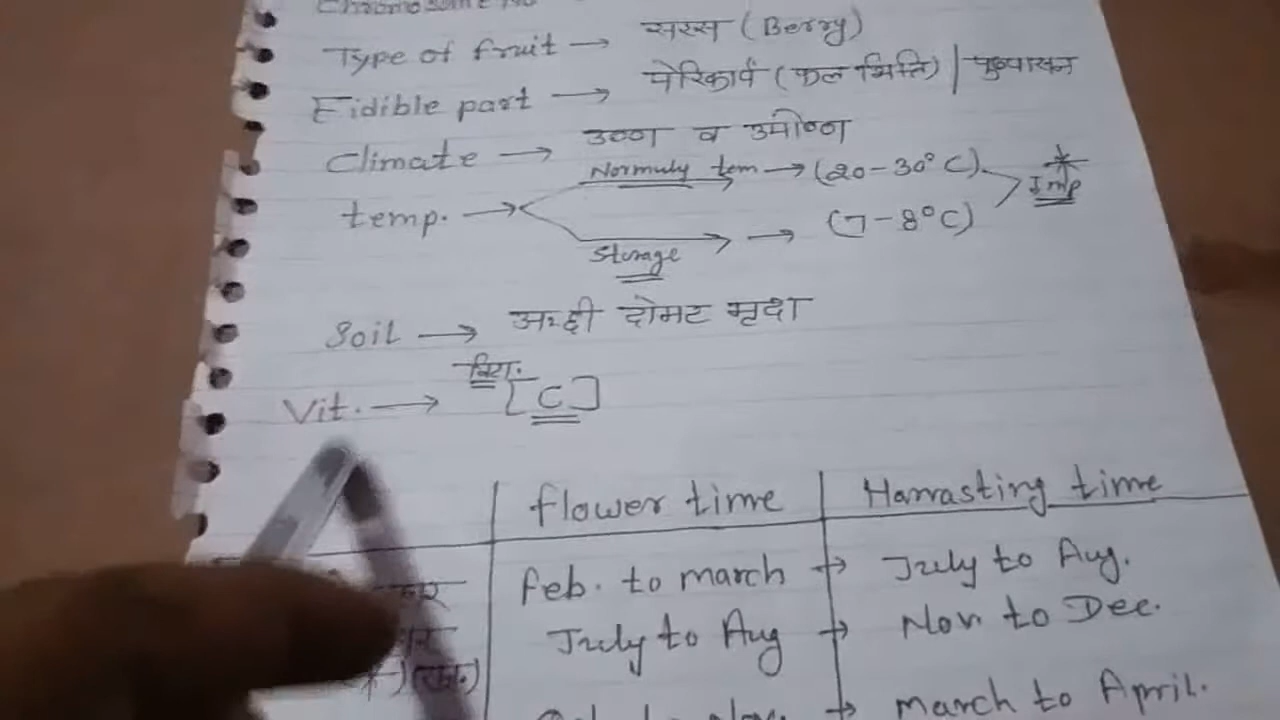 Type of fruit → सरस (Berry)
Eidible part → पेरिकार्प (फल भित्ति) | पुष्पासन
Climate → उष्ण व उपोष्ण
temp. → Normuly tem → (20-30°C) Imp
Storage → (7-8°C)
Soil → अच्छी दोमट मृदा
Vit. → विटा. [C]
flower time | Harrasting time
feb. to march → July to Aug.
July to Aug → Nov. to Dec.
→ march to April.